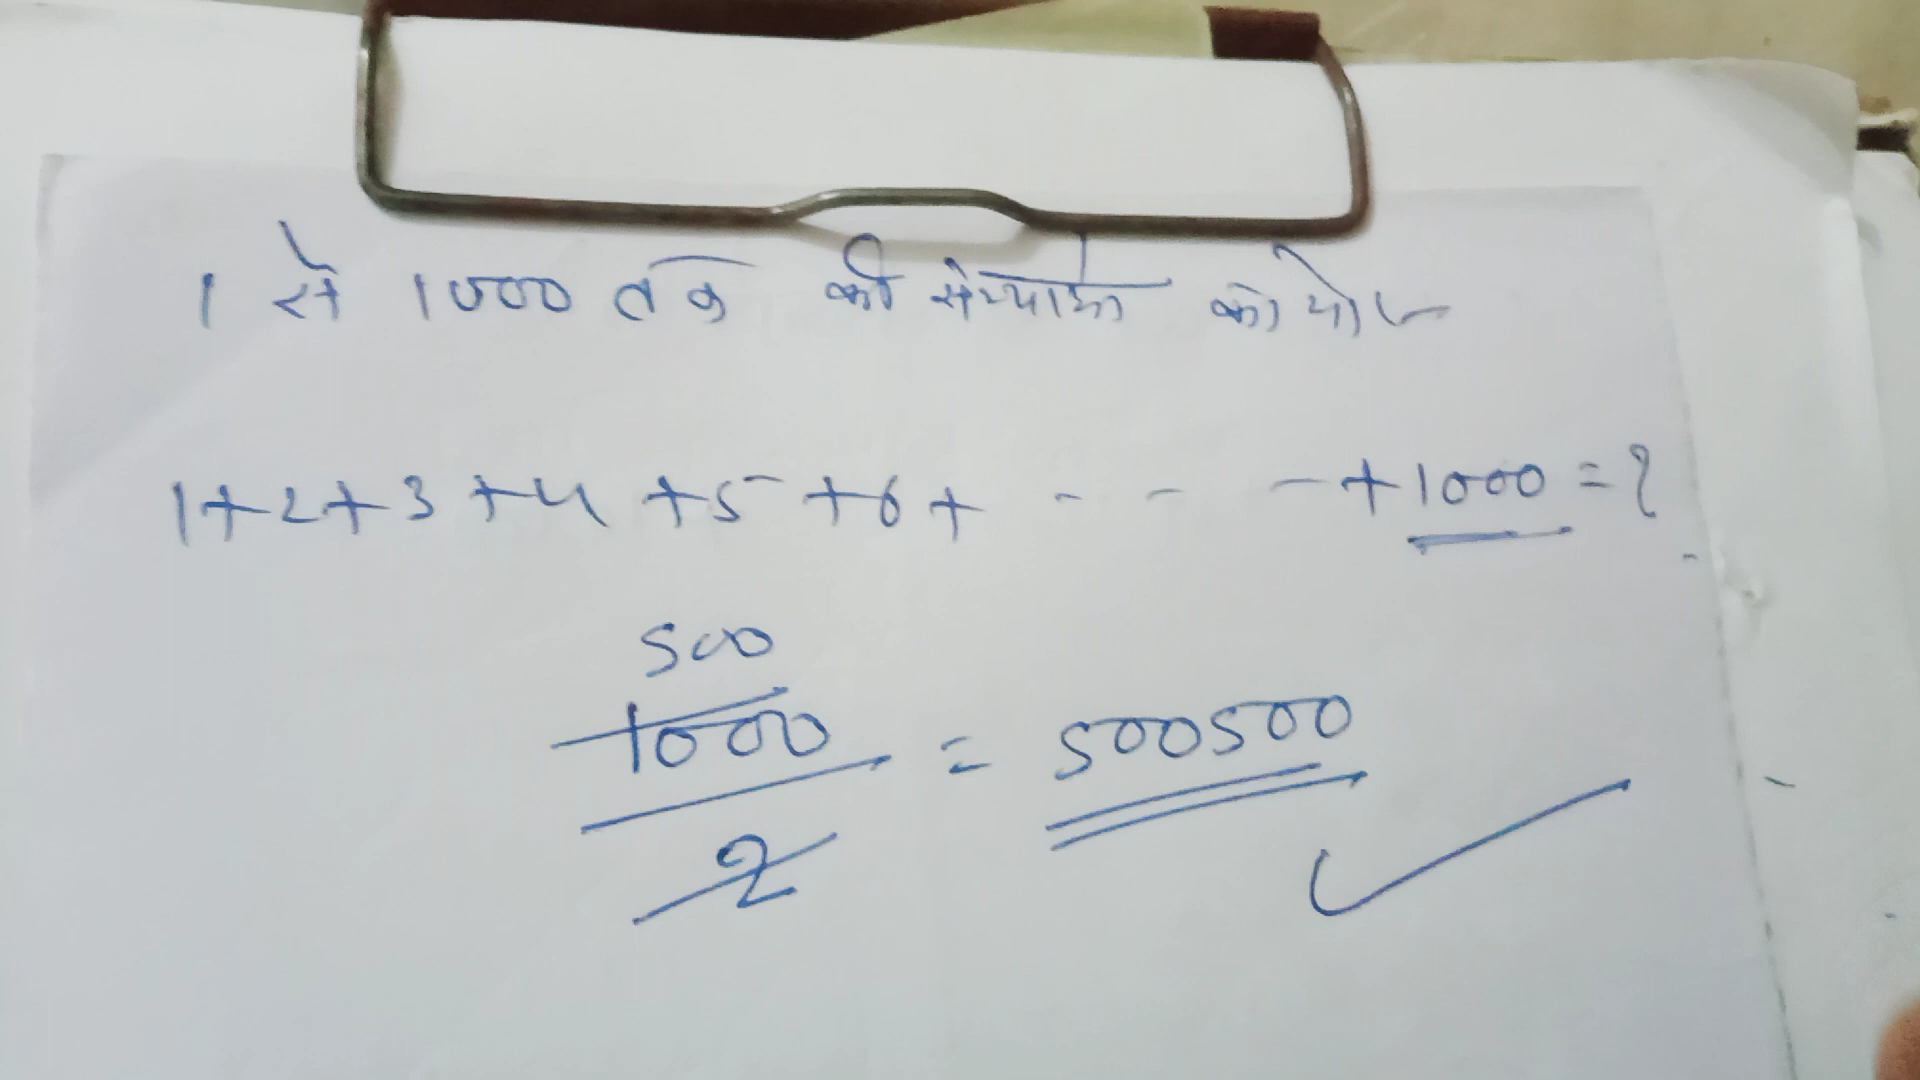 1 से 1000 तक की संख्याओं का योग
1+2+3+4+5+6+ - - - +1000 = ?
500
1000 = 500500
2